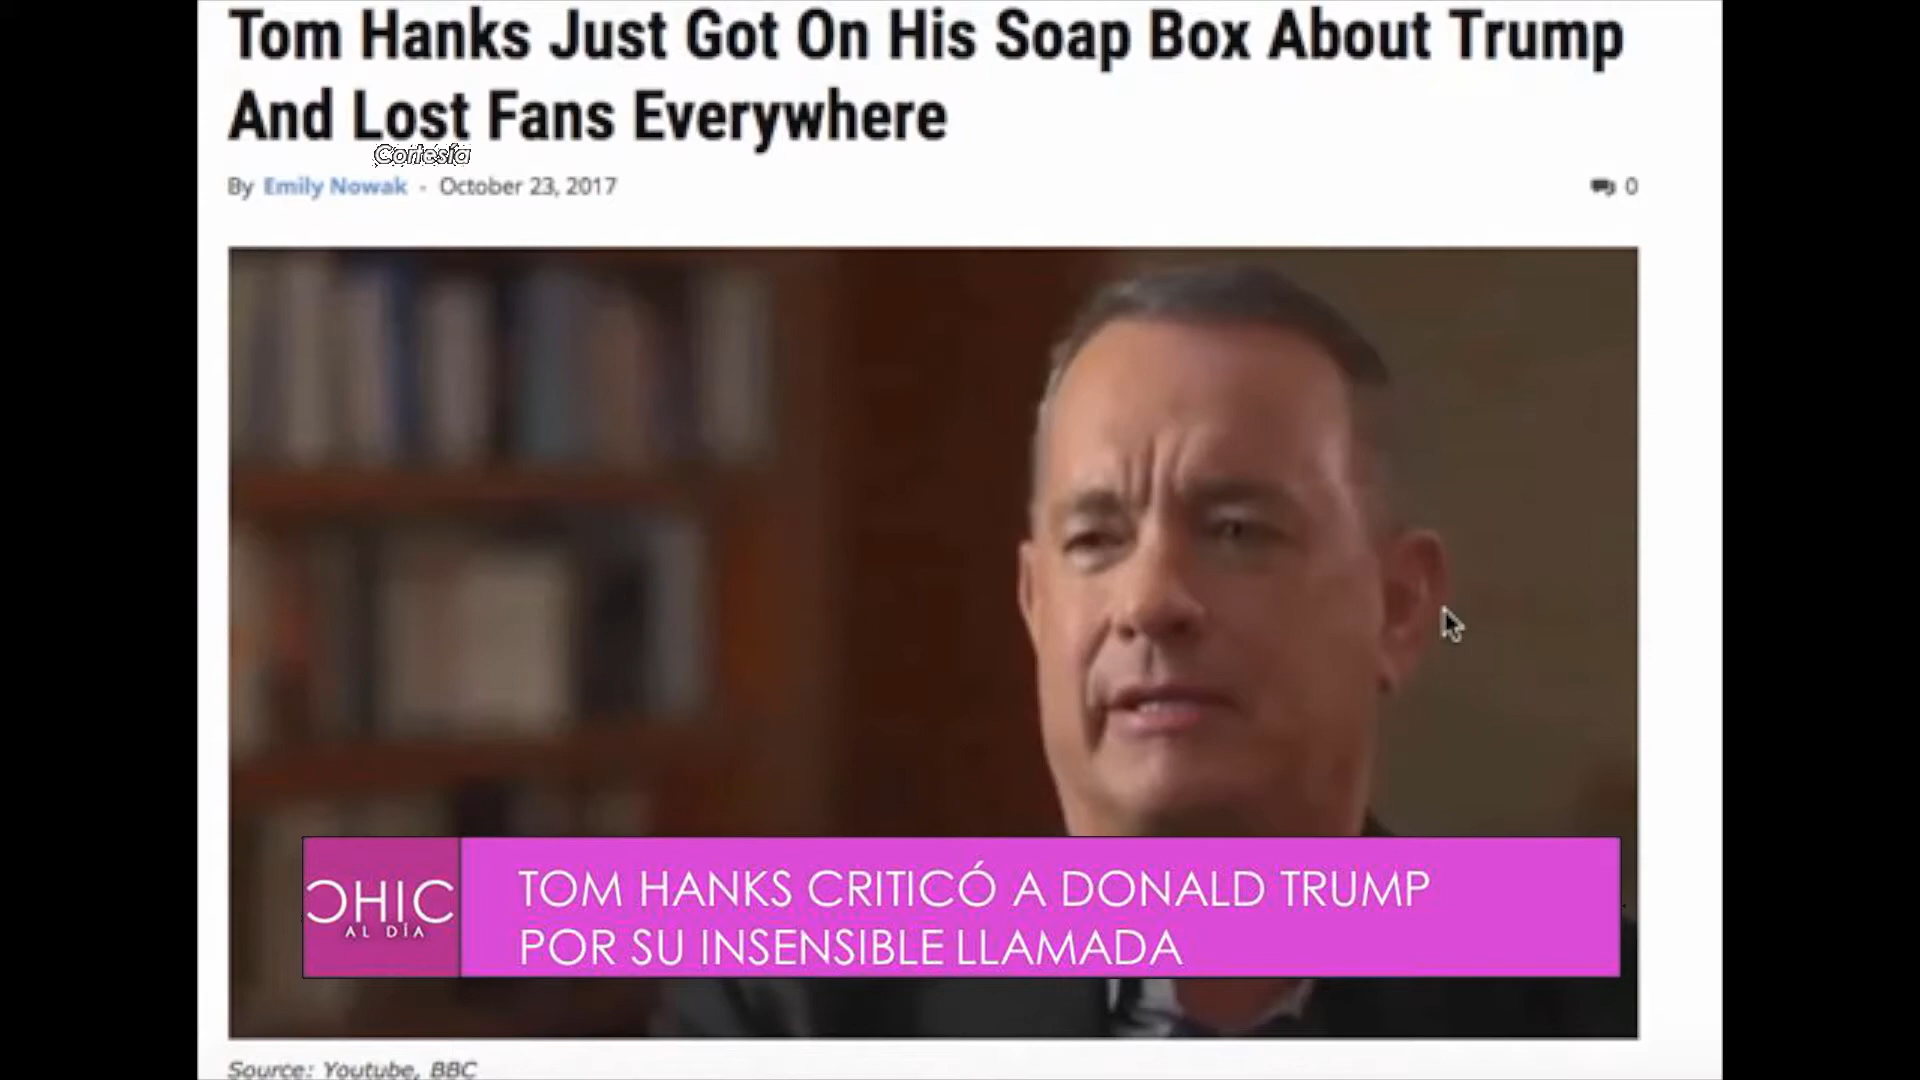 Tom Hanks Just Got On His Soap Box About Trump
And Lost Fans Everywhere
Cortesía
By Emily Nowak - October 23, 2017
0
CHIC
AL DÍA
TOM HANKS CRITICÓ A DONALD TRUMP
POR SU INSENSIBLE LLAMADA
Source: Youtube, BBC